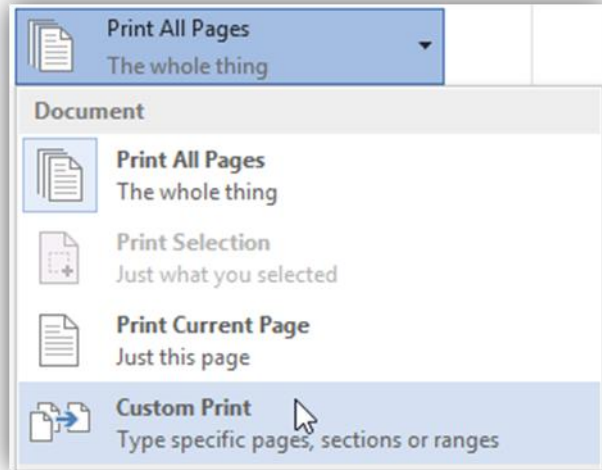 Print All Pages
The whole thing
Document
Print All Pages
The whole thing
Print Selection
Just what you selected
Print Current Page
Just this page
Custom Print
Type specific pages, sections or ranges